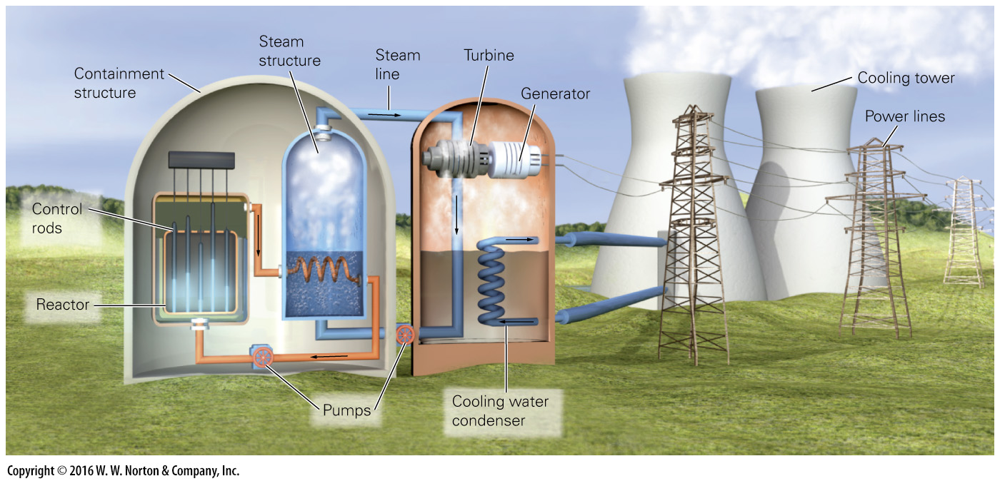 Steam
structure
Steam
line
Turbine
Containment
structure
Generator
Cooling tower
Power lines
Control
rods
Reactor
Pumps
Cooling water
condenser
Copyright © 2016 W. W. Norton & Company, Inc.